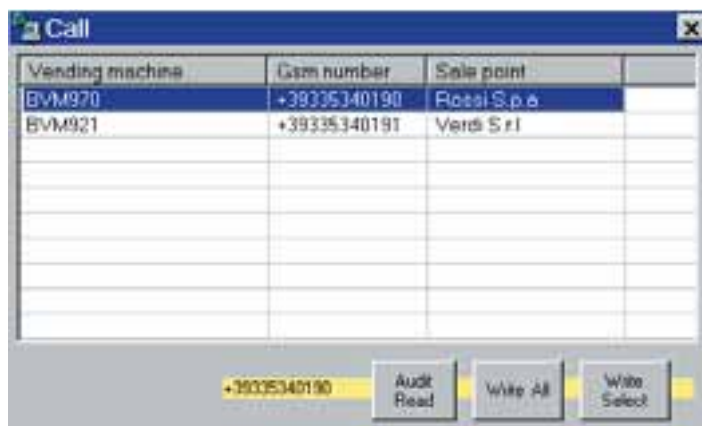 Call
Vending machine Gsm number Sale point
BVM970 +39335340190 Rossi S.p.a
BVM921 +39335340191 Verdi S.r.l
+39335340190 Audit Read Write All Write Select